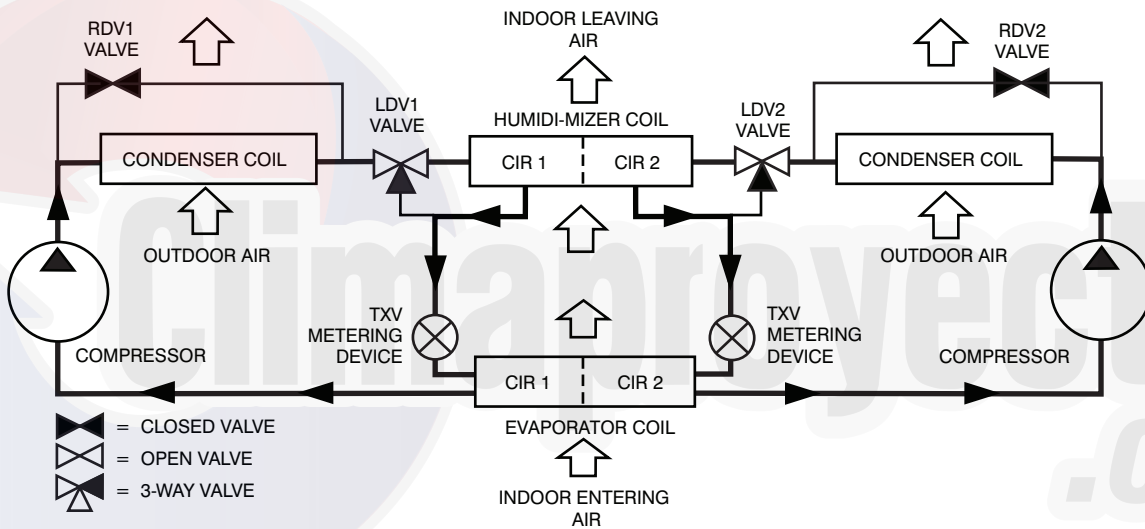 RDV1
VALVE
INDOOR LEAVING
AIR
RDV2
VALVE
LDV1
VALVE
HUMIDI-MIZER COIL
LDV2
VALVE
CONDENSER COIL
CIR 1
CIR 2
CONDENSER COIL
OUTDOOR AIR
OUTDOOR AIR
TXV
METERING
DEVICE
TXV
METERING
DEVICE
COMPRESSOR
COMPRESSOR
CIR 1
CIR 2
EVAPORATOR COIL
= CLOSED VALVE
= OPEN VALVE
= 3-WAY VALVE
INDOOR ENTERING
AIR
Climaproyect